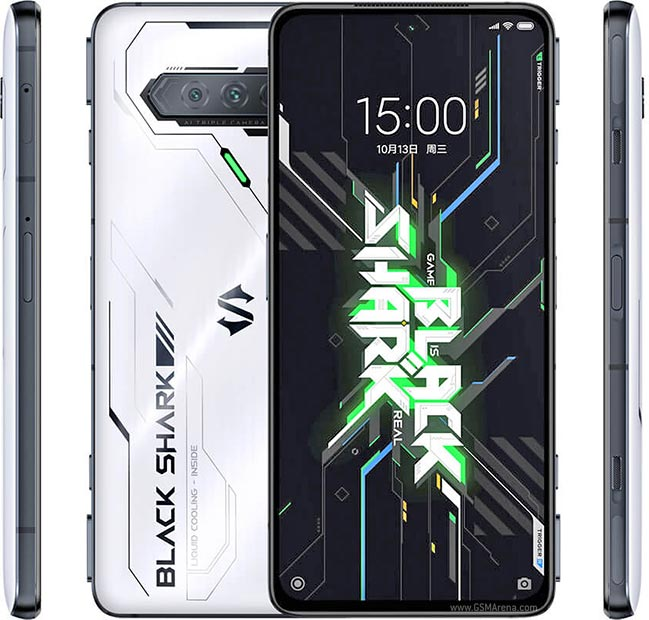 AI TRIPLE CAMERA
BLACK SHARK
LIQUID COOLING - INSIDE
15:00
10月13日 周三
TRIGGER
BLACK
SHARK
GAME
IS
REAL
TRIGGER
www.GSMArena.com